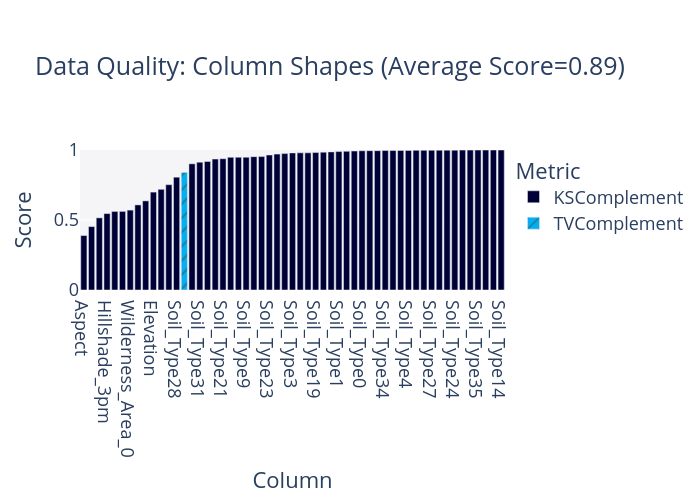 Data Quality: Column Shapes (Average Score=0.89)
1
0.5
0
Score
Metric
KSComplement
TVComplement
Aspect
Hillshade_3pm
Wilderness_Area_0
Elevation
Soil_Type28
Soil_Type31
Soil_Type21
Soil_Type9
Soil_Type23
Soil_Type3
Soil_Type19
Soil_Type1
Soil_Type0
Soil_Type34
Soil_Type4
Soil_Type27
Soil_Type24
Soil_Type35
Soil_Type14
Column